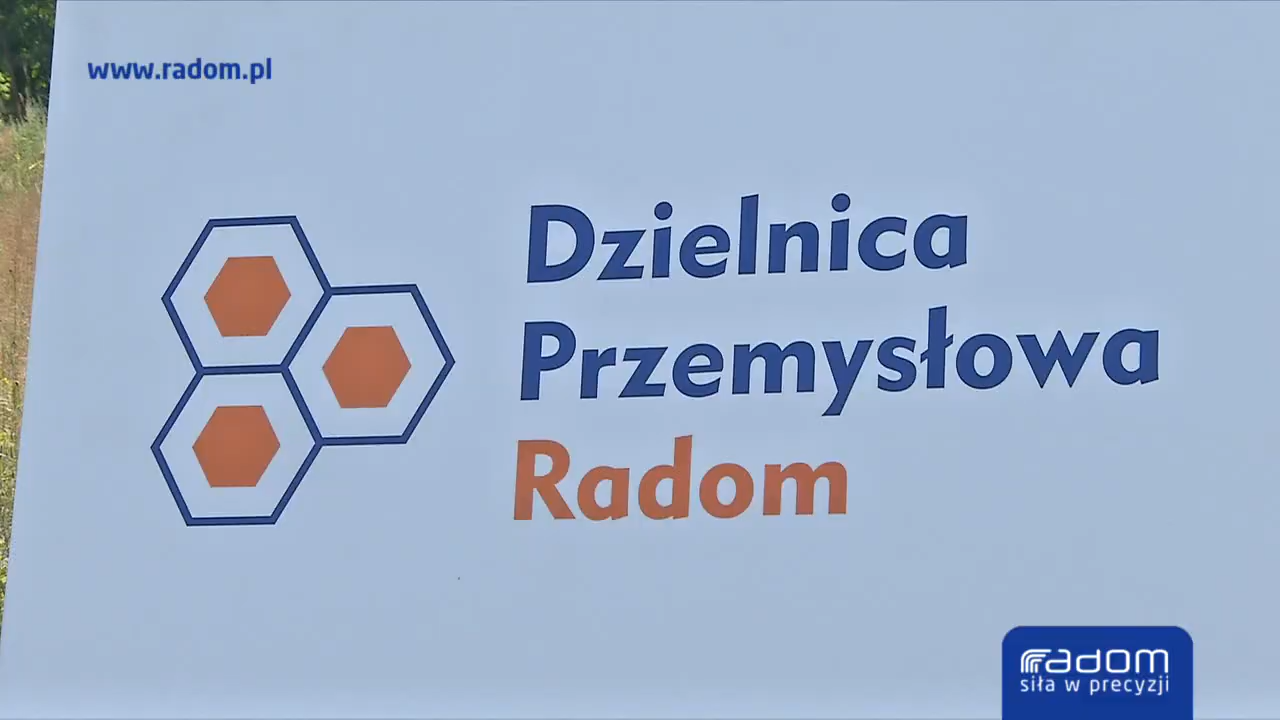 www.radom.pl
Dzielnica
Przemysłowa
Radom
radom
siła w precyzji